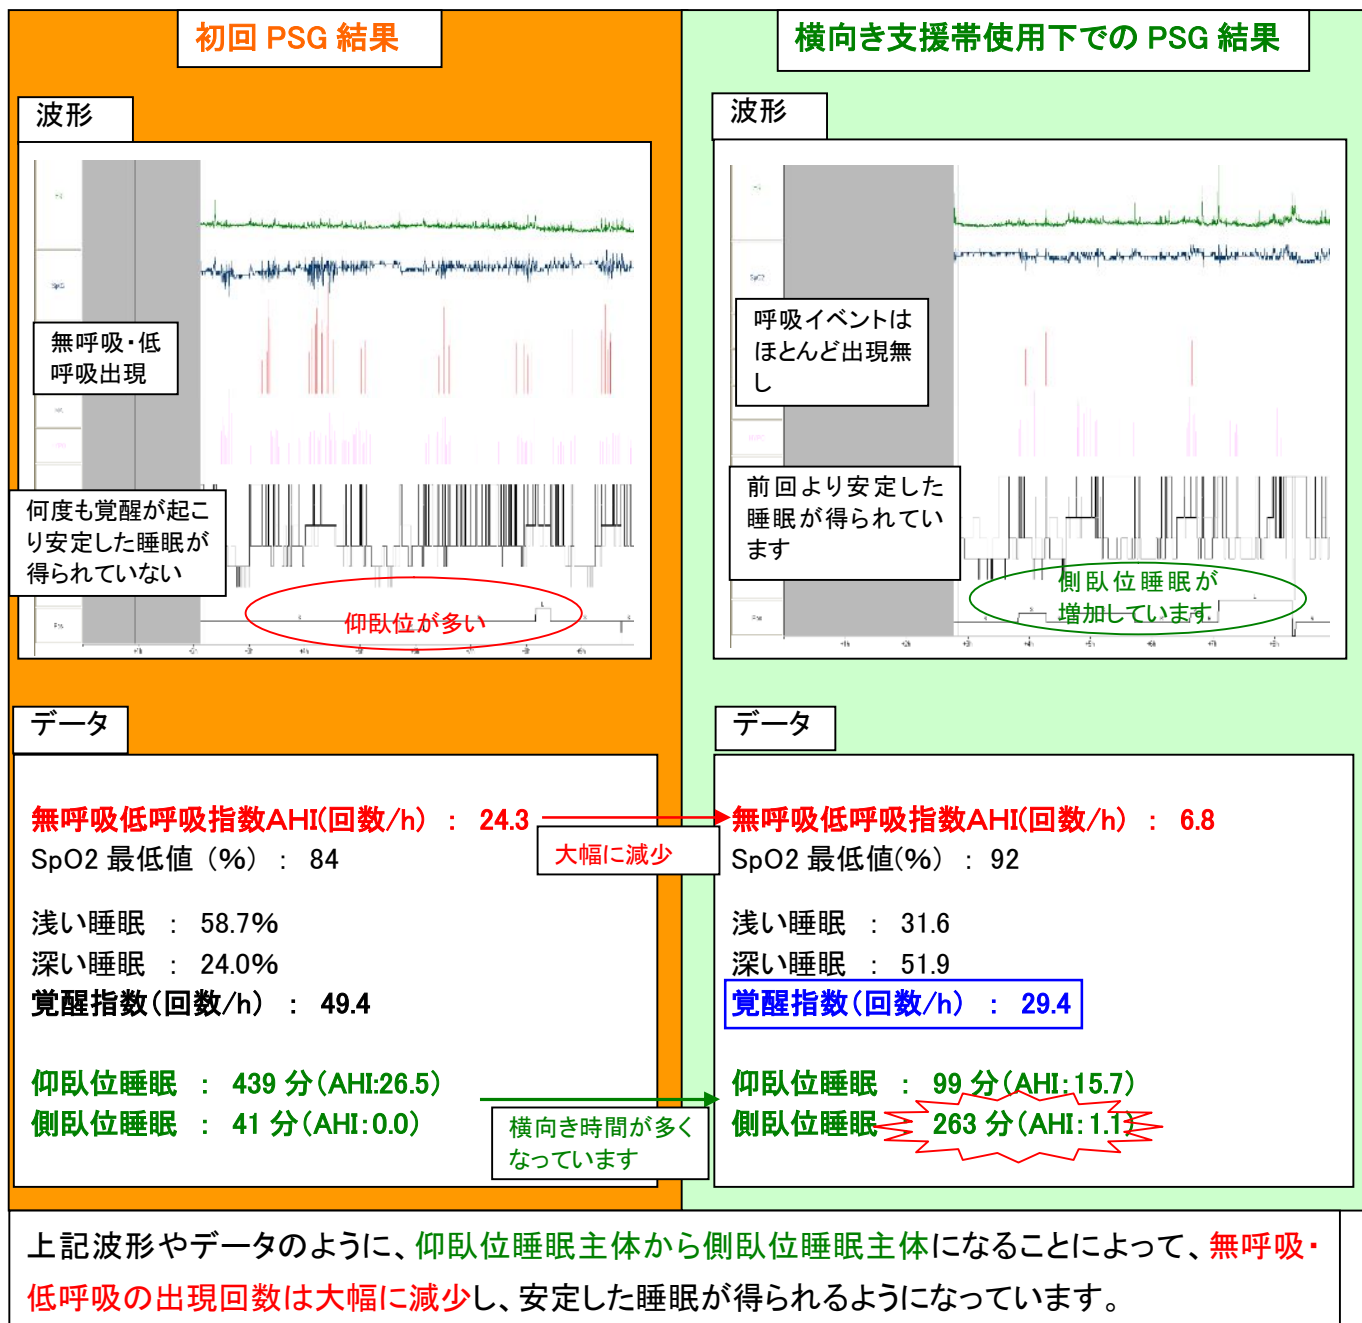 初回 PSG 結果
波形
無呼吸・低
呼吸出現
何度も覚醒が起こ
り安定した睡眠が
得られていない
仰臥位が多い
データ
無呼吸低呼吸指数AHI(回数/h) : 24.3
SpO2 最低値 (%) : 84
浅い睡眠 : 58.7%
深い睡眠 : 24.0%
覚醒指数(回数/h) : 49.4
仰臥位睡眠 : 439 分(AHI:26.5)
側臥位睡眠 : 41 分(AHI:0.0)
大幅に減少
横向き時間が多く
なっています
横向き支援帯使用下での PSG 結果
波形
SpO2
呼吸イベントは
ほとんど出現無
し
前回より安定した
睡眠が得られてい
ます
側臥位睡眠が
増加しています
データ
無呼吸低呼吸指数AHI(回数/h) : 6.8
SpO2 最低値(%) : 92
浅い睡眠 : 31.6
深い睡眠 : 51.9
覚醒指数(回数/h) : 29.4
仰臥位睡眠 : 99 分(AHI:15.7)
側臥位睡眠 263 分(AHI:1.1)
上記波形やデータのように、仰臥位睡眠主体から側臥位睡眠主体になることによって、無呼吸・
低呼吸の出現回数は大幅に減少し、安定した睡眠が得られるようになっています。